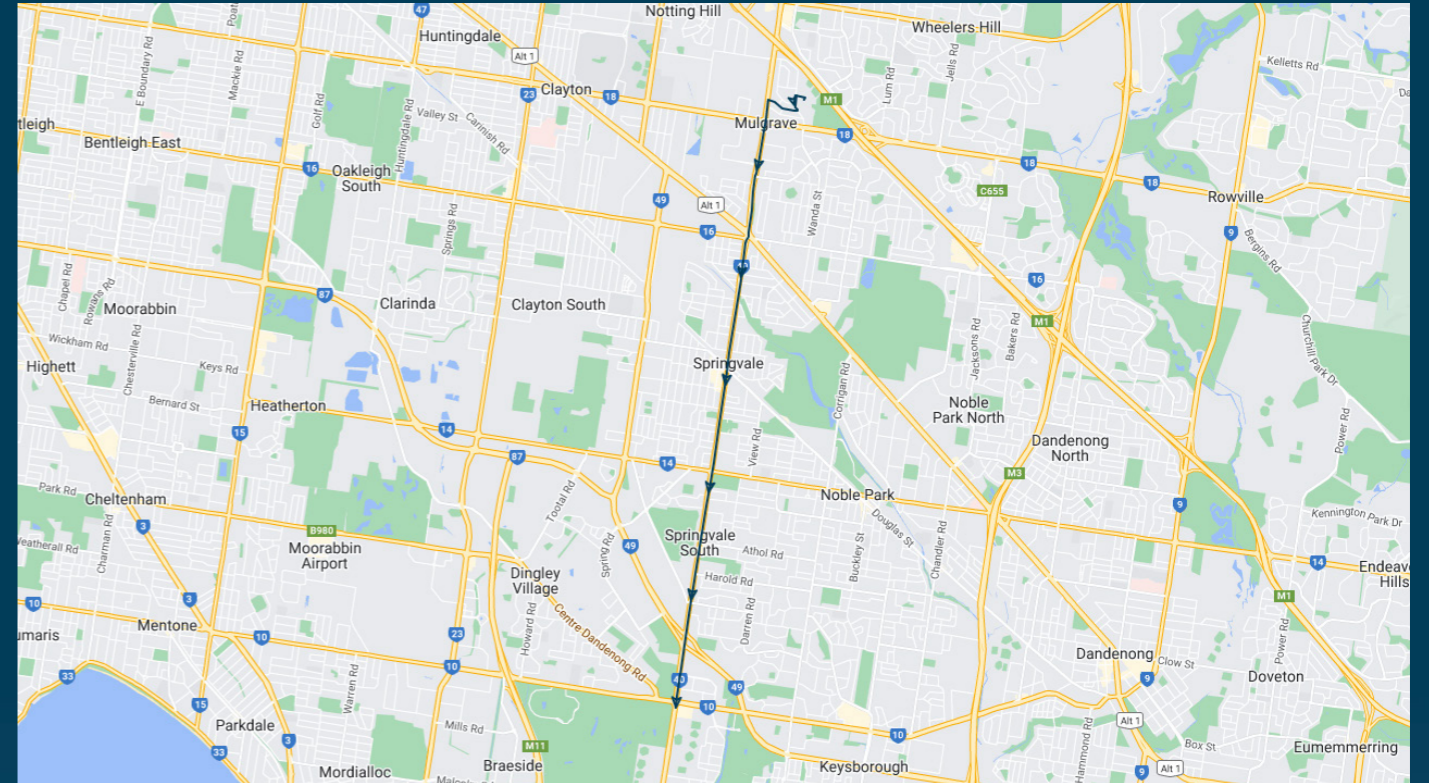 47
Notting Hill
Wheelers Hill
Huntingdale
Alt 1
E Boundary Rd
Mackie Rd
Jells Rd
Kelletts Rd
Clayton
23
18
Golf Rd
Huntingdale Rd
Valley St
Carinish Rd
Lum Rd
M1
Mulgrave
18
Bentleigh East
16
Oakleigh
South
18
18
C655
Rowville
49
Alt 1
Wanda St
Springs Rd
16
9
Bergins Rd
Chapel Rd
Rowans Rd
Moorabbin
87
Clarinda
Clayton South
16
M1
Churchill Park Dr
Wickham Rd
Chesterville Rd
Highett
Keys Rd
Springvale
Corrigan Rd
Jacksons Rd
Bakers Rd
Bernard St
Heatherton
Noble
Park North
Power Rd
15
14
View Rd
Dandenong
North
87
14
M3
Park Rd
Cheltenham
Tootal Rd
Noble Park
9
3
B980
Douglas St
Kennington Park Dr
Charman Rd
Moorabbin
Airport
Spring Rd
49
Springvale
South
Athol Rd
Buckley St
Chandler Rd
14
Dingley
Village
Harold Rd
3
10
M1
Mentone
10
23
Howard Rd
Centre Dandenong Rd
Darren Rd
Power Rd
10
Dandenong
Clow St
33
Warren Rd
49
9
Doveton
15
10
Parkdale
Mills Rd
10
Alt 1
Hammond Rd
Box St
33
3
M11
Eumemmerring
Mordialloc
Braeside
Keysborough
9
Alt 1